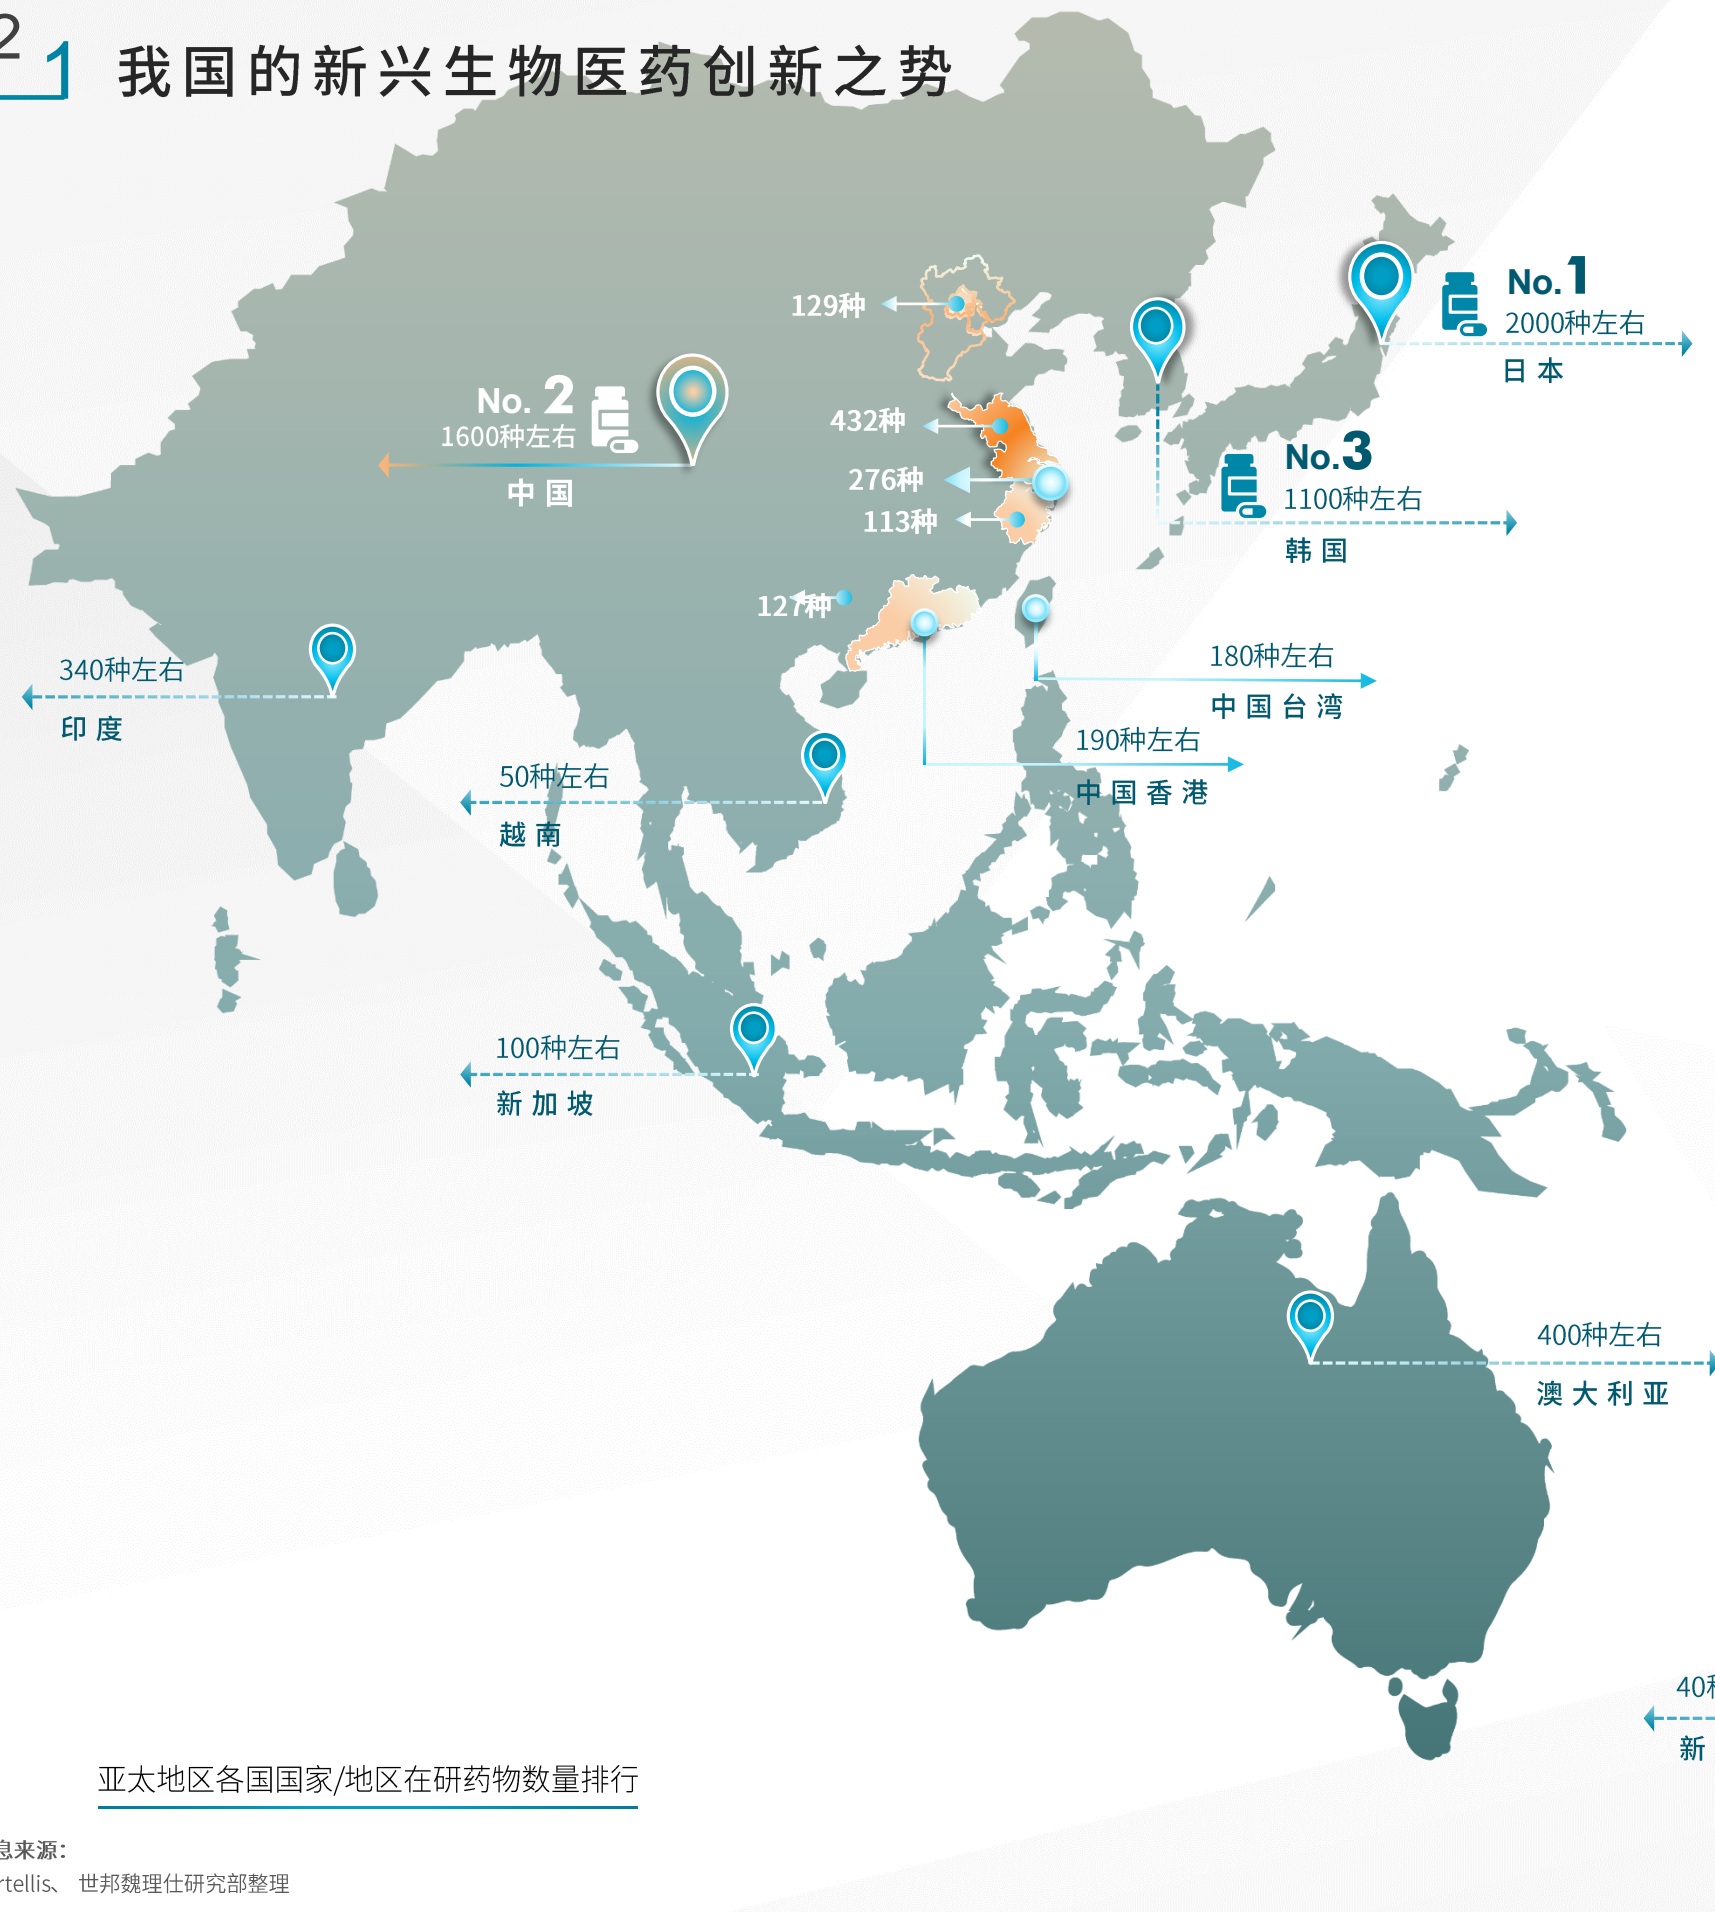 2
1 我国的新兴生物医药创新之势
129种
No.1
2000种左右
日本
No. 2
1600种左右
中国
432种
276种
113种
No.3
1100种左右
韩国
127种
340种左右
印度
180种左右
中国台湾
190种左右
中国香港
50种左右
越南
100种左右
新加坡
400种左右
澳大利亚
40种
新
亚太地区各国国家/地区在研药物数量排行
息来源：
rtellis、 世邦魏理仕研究部整理